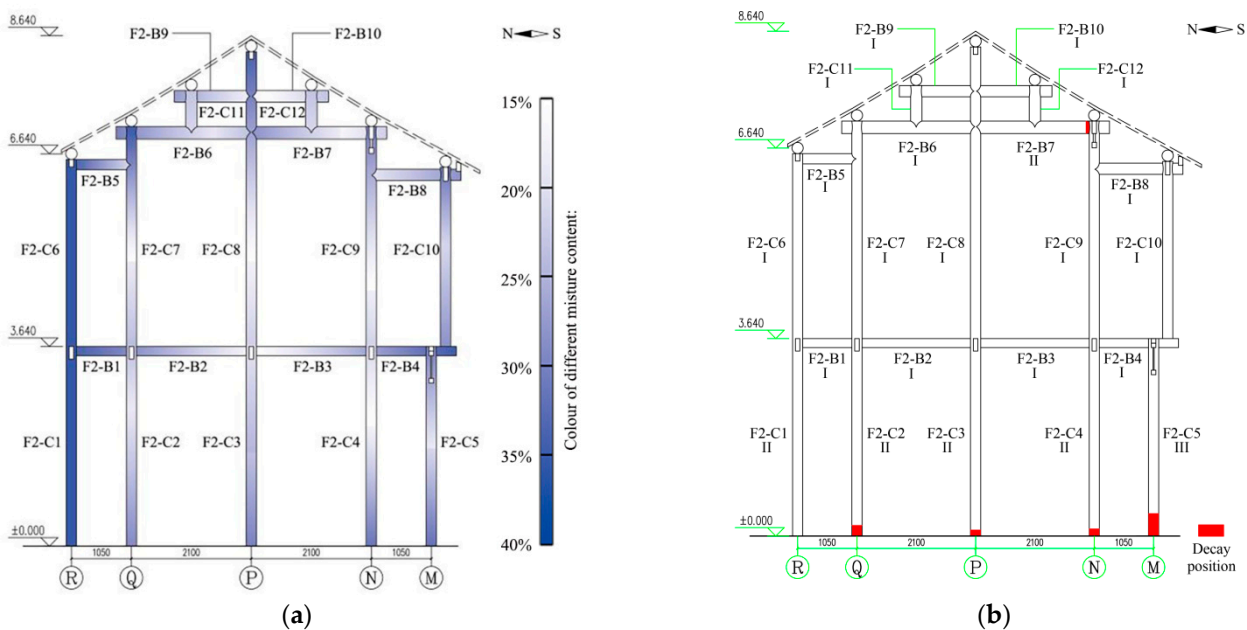 8.640
F2-B9
F2-B10
N S
F2-C11
F2-C12
6.640
F2-B6
F2-B7
F2-B5
F2-B8
F2-C6
F2-C7
F2-C8
F2-C9
F2-C10
3.640
F2-B1
F2-B2
F2-B3
F2-B4
F2-C1
F2-C2
F2-C3
F2-C4
F2-C5
±0.000
1050
2100
2100
1050
R
Q
P
N
M
15%
20%
25%
30%
35%
40%
Colour of different misture content:
(a)
8.640
F2-B9
I
F2-B10
I
N S
F2-C11
I
F2-C12
I
6.640
F2-B6
I
F2-B7
II
F2-B5
I
F2-B8
I
F2-C6
I
F2-C7
I
F2-C8
I
F2-C9
I
F2-C10
I
3.640
F2-B1
I
F2-B2
I
F2-B3
I
F2-B4
I
F2-C1
II
F2-C2
II
F2-C3
II
F2-C4
II
F2-C5
III
±0.000
1050
2100
2100
1050
R
Q
P
N
M
Decay
position
(b)